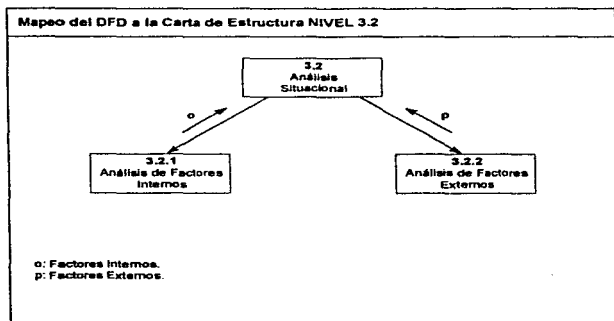 Mapeo del DFD a la Carta de Estructura NIVEL 3.2
3.2
Análisis
Situacional
o
p
3.2.1
Análisis de Factores
Internos
3.2.2
Análisis de Factores
Externos
o: Factores Internos.
p: Factores Externos.